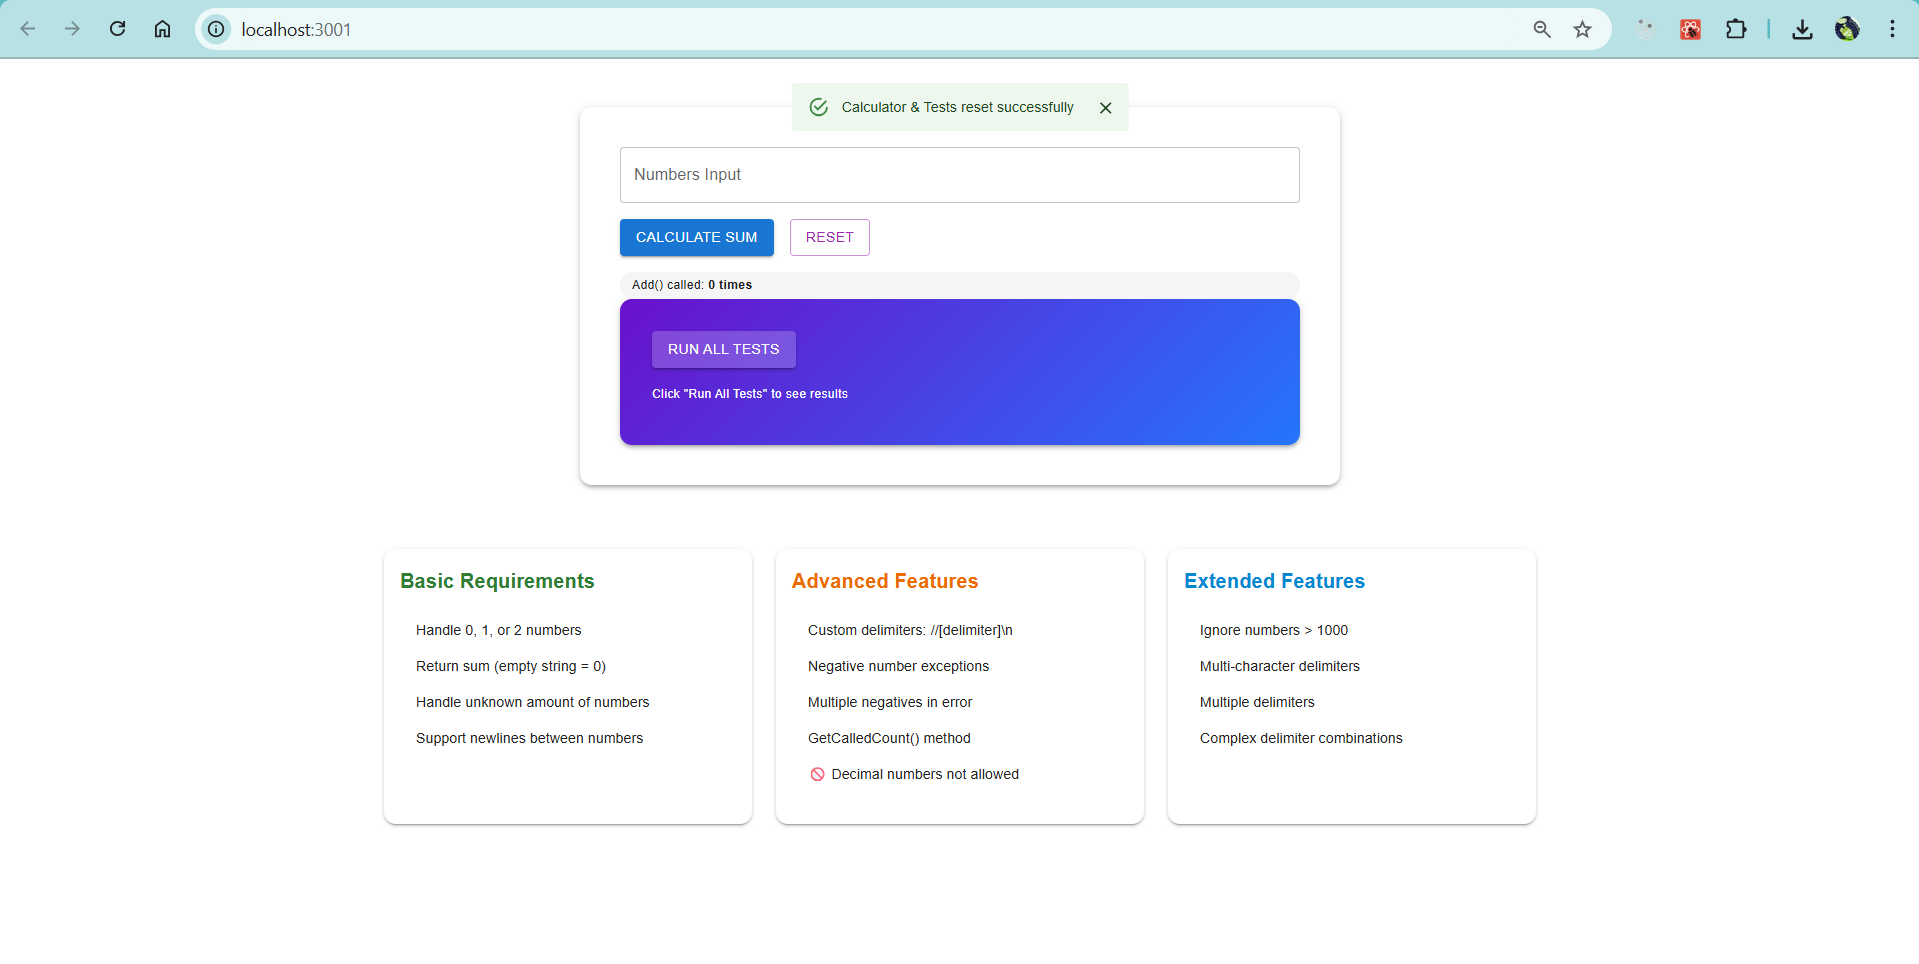 localhost:3001
Calculator & Tests reset successfully
Numbers Input
CALCULATE SUM RESET
Add() called: 0 times
RUN ALL TESTS
Click "Run All Tests" to see results
Basic Requirements
Handle 0, 1, or 2 numbers
Return sum (empty string = 0)
Handle unknown amount of numbers
Support newlines between numbers
Advanced Features
Custom delimiters: //[delimiter]\n
Negative number exceptions
Multiple negatives in error
GetCalledCount() method
🚫 Decimal numbers not allowed
Extended Features
Ignore numbers > 1000
Multi-character delimiters
Multiple delimiters
Complex delimiter combinations